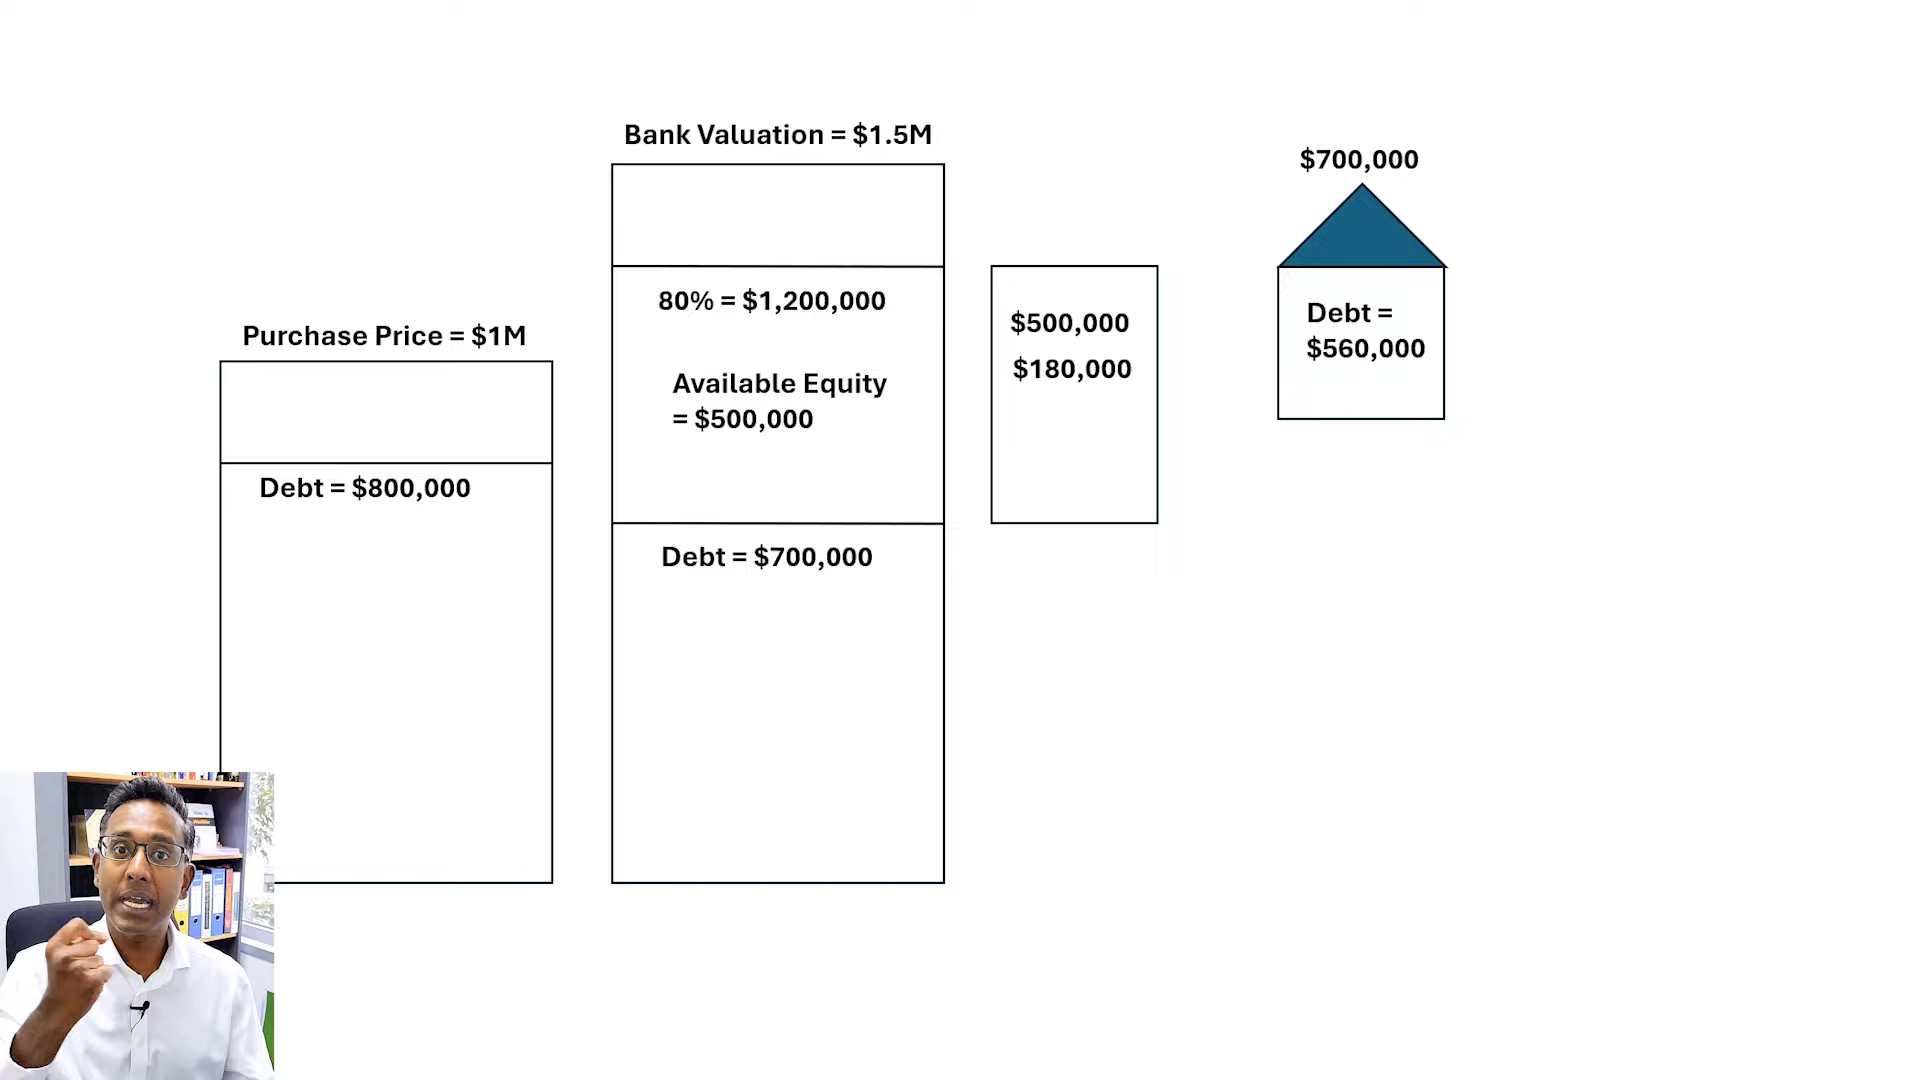 Purchase Price = $1M
Debt = $800,000
Bank Valuation = $1.5M
80% = $1,200,000
Available Equity
= $500,000
Debt = $700,000
$500,000
$180,000
$700,000
Debt =
$560,000